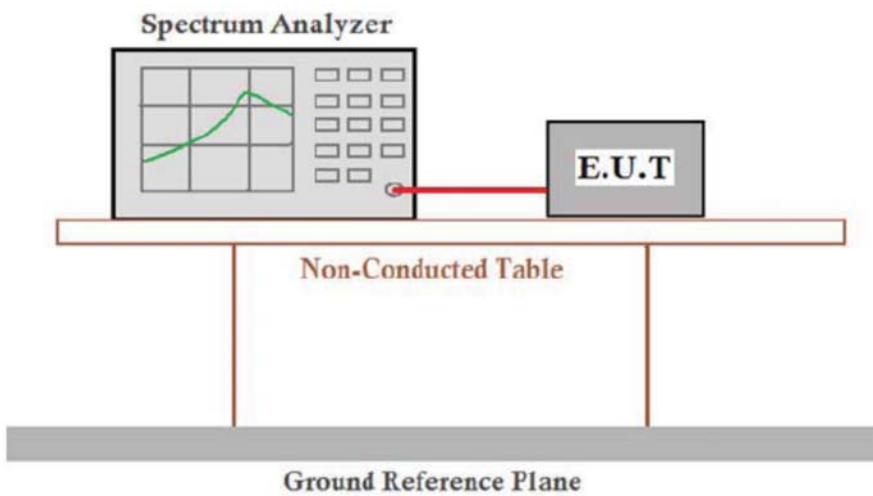 Spectrum Analyzer
E.U.T
Non-Conducted Table
Ground Reference Plane